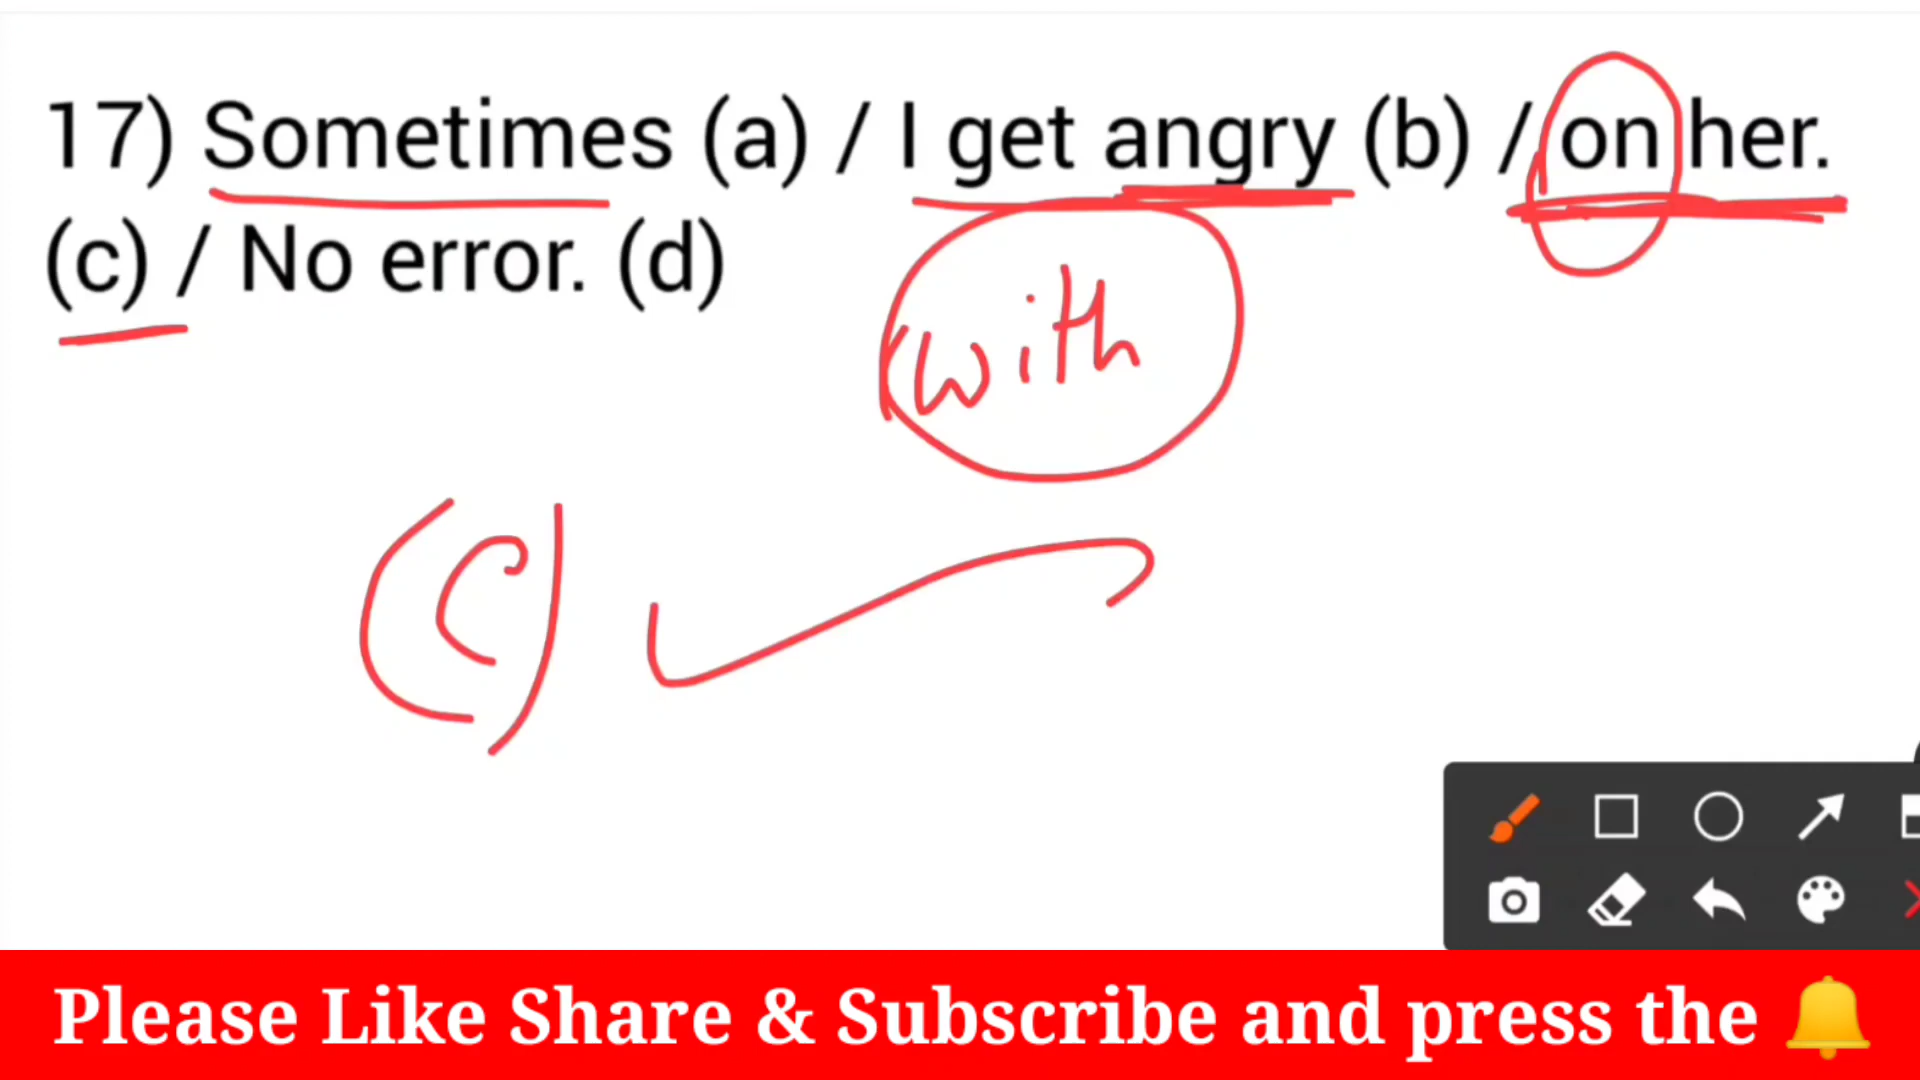 17) Sometimes (a) / I get angry (b) / on her.
(c) / No error. (d)
with
(C)
Please Like Share & Subscribe and press the 🔔